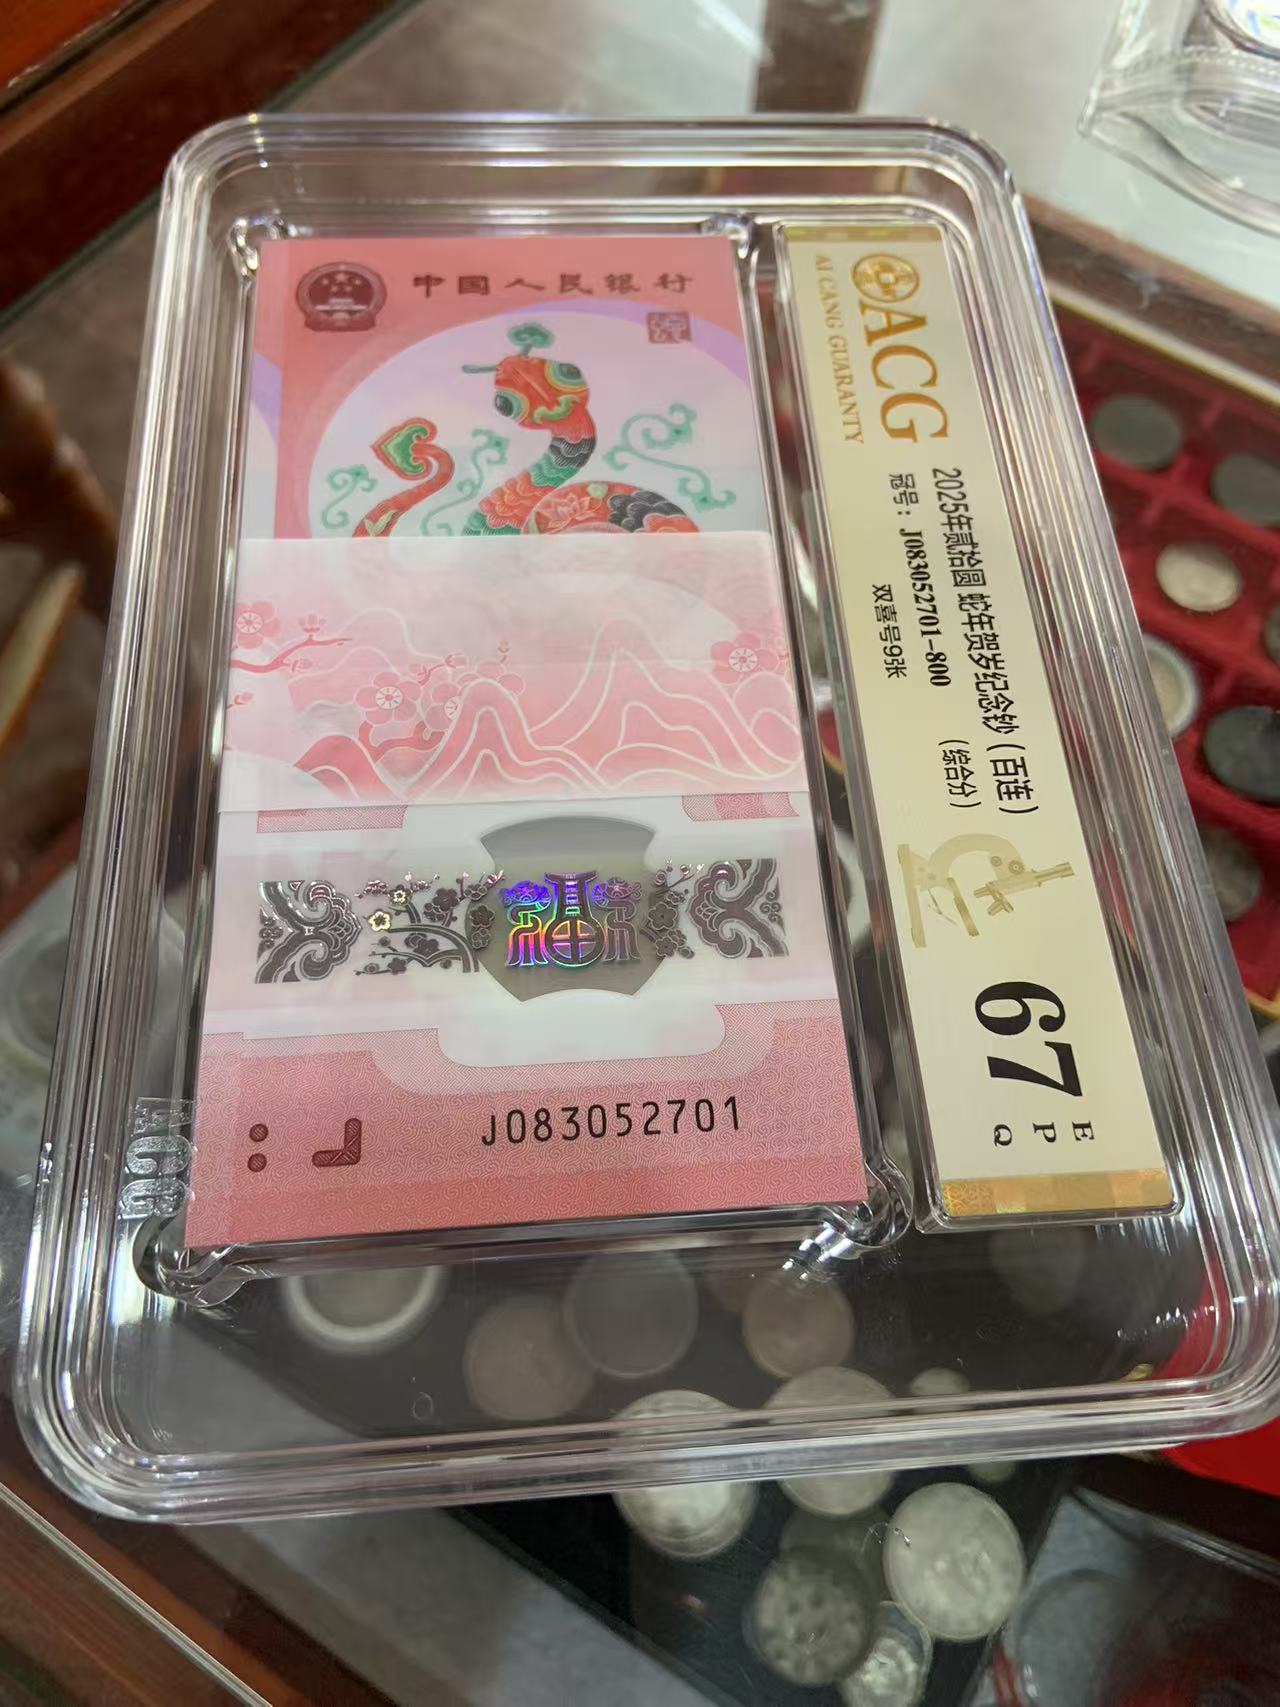 中国人民银行
J083052701
ACG
AI CANG GUARANTY
2025年贰拾圆 蛇年贺岁纪念钞（百连）
冠号：J083052701-800
（综合分）
双喜号9张
67
E
P
Q
福
ACG